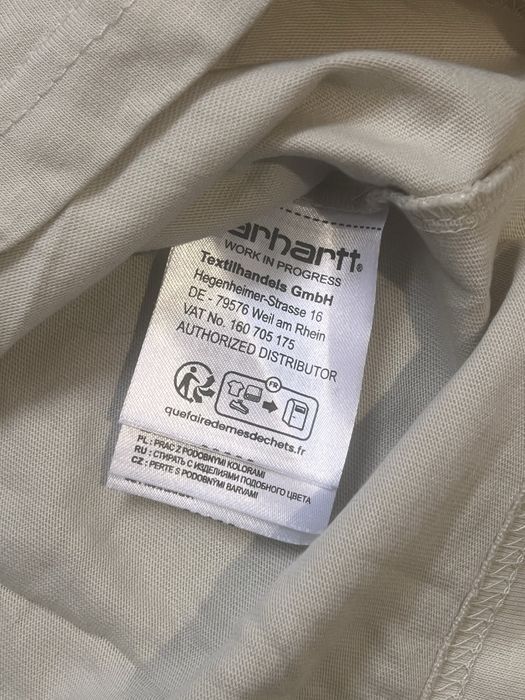 arhartt®
WORK IN PROGRESS
Textilhandels GmbH
Hegenheimer-Strasse 16
DE - 79576 Weil am Rhein
VAT No. 160 705 175
AUTHORIZED DISTRIBUTOR
FR
quefairedemesdechets.fr
PL : PRAC Z PODOBNYMI KOLORAMI
RU : СТИРАТЬ С ИЗДЕЛИЯМИ ПОДОБНОГО ЦВЕТА
CZ : PERTE S PODOBNÝMI BARVAMI